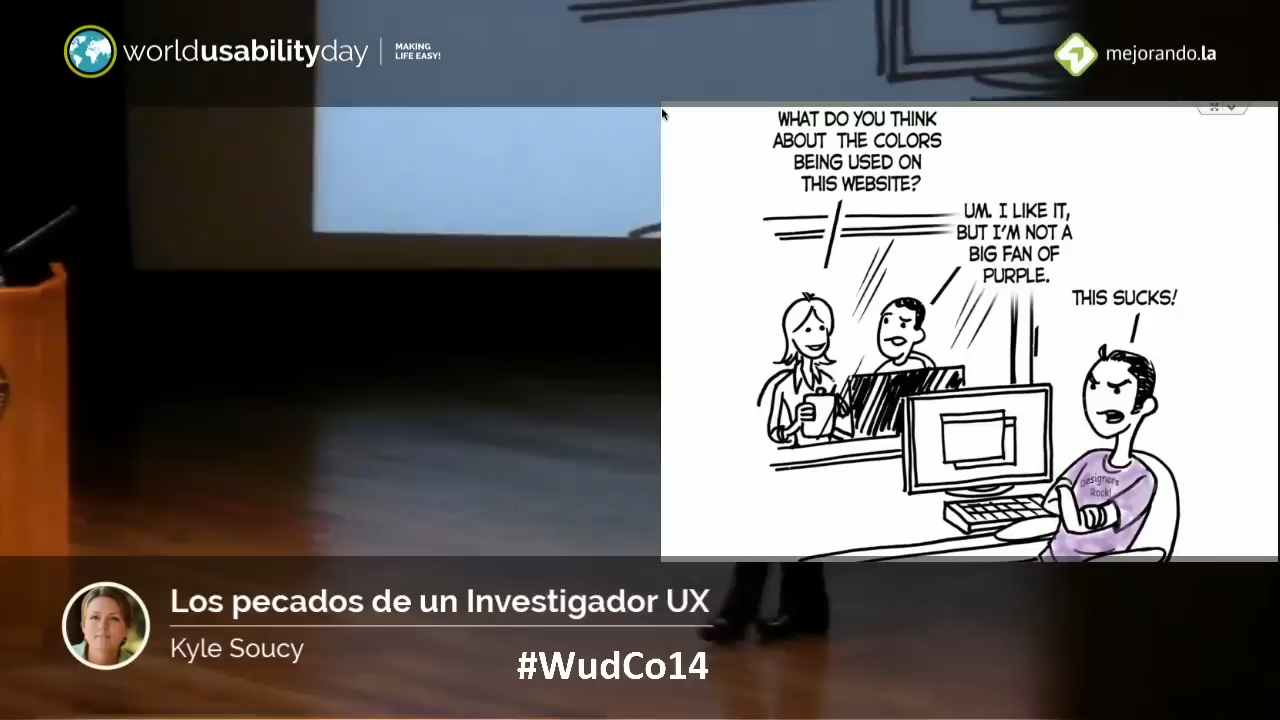 worldusabilityday
MAKING
LIFE EASY!
mejorando.la
WHAT DO YOU THINK
ABOUT THE COLORS
BEING USED ON
THIS WEBSITE?
UM. I LIKE IT,
BUT I'M NOT A
BIG FAN OF
PURPLE.
THIS SUCKS!
Designers
Rock!
Los pecados de un Investigador UX
Kyle Soucy
#WudCo14